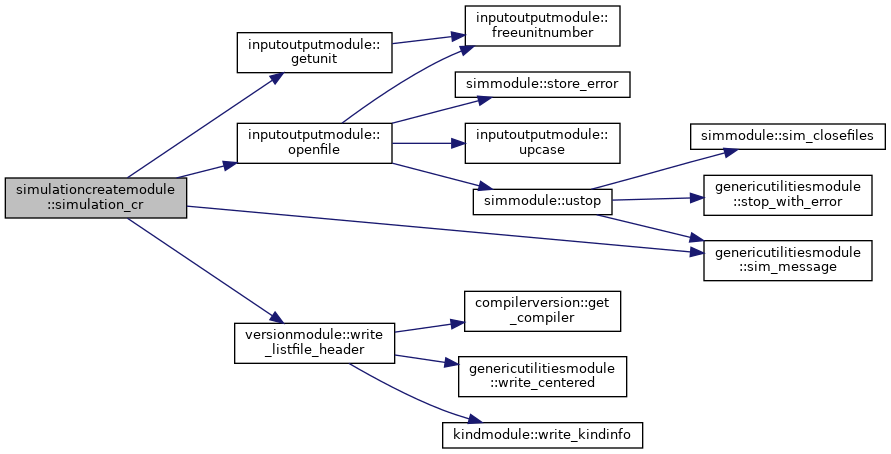 simulationcreatemodule
::simulation_cr
inputoutputmodule::
getunit
inputoutputmodule::
freeunitnumber
inputoutputmodule::
openfile
simmodule::store_error
inputoutputmodule::
upcase
simmodule::ustop
simmodule::sim_closefiles
genericutilitiesmodule
::stop_with_error
genericutilitiesmodule
::sim_message
versionmodule::write
_listfile_header
compilerversion::get
_compiler
genericutilitiesmodule
::write_centered
kindmodule::write_kindinfo